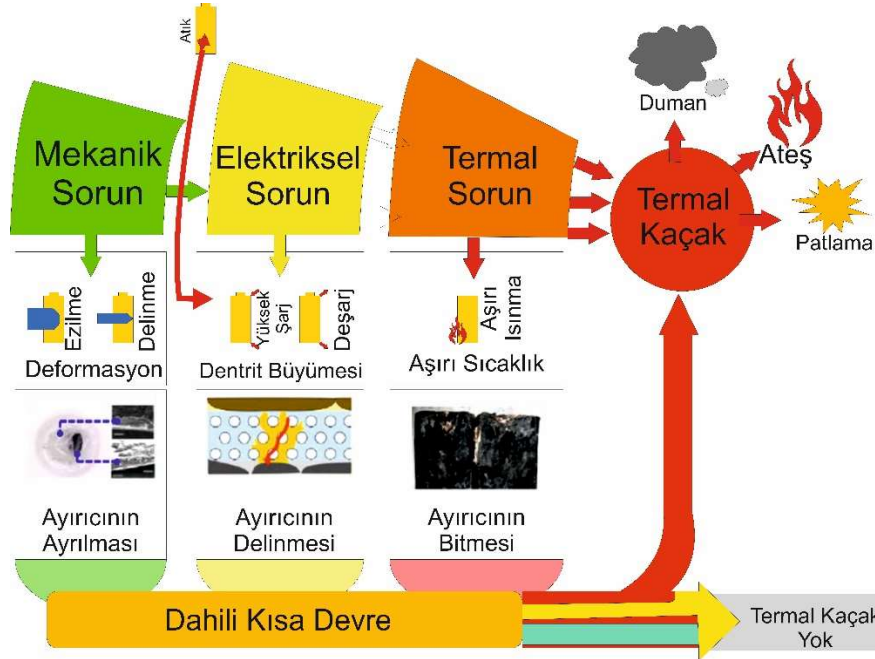 Atık
Mekanik
Sorun
Elektriksel
Sorun
Termal
Sorun
Termal
Kaçak
Duman
Ateş
Patlama
Ezilme
Delinme
Deformasyon
Yüksek
Şarj
Deşarj
Dentrit Büyümesi
Aşırı
Isınma
Aşırı Sıcaklık
Ayırıcının
Ayrılması
Ayırıcının
Delinmesi
Ayırıcının
Bitmesi
Dahili Kısa Devre
Termal Kaçak
Yok